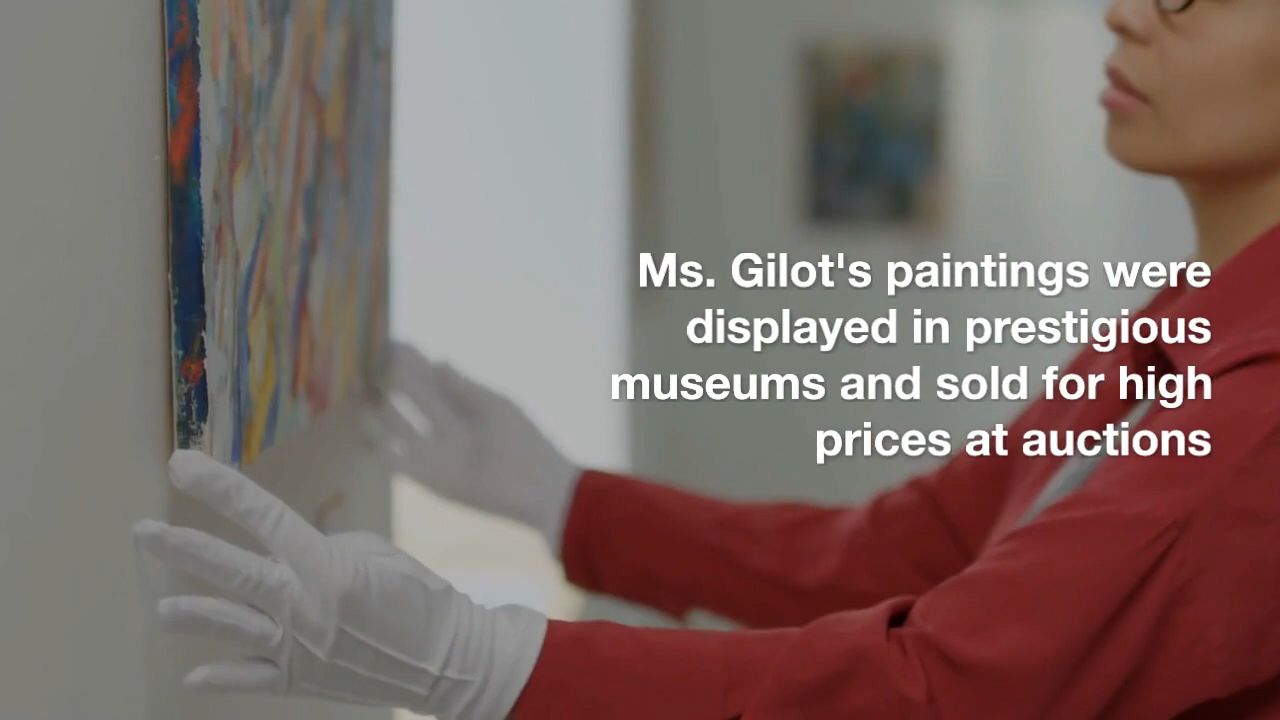 Ms. Gilot's paintings were
displayed in prestigious
museums and sold for high
prices at auctions